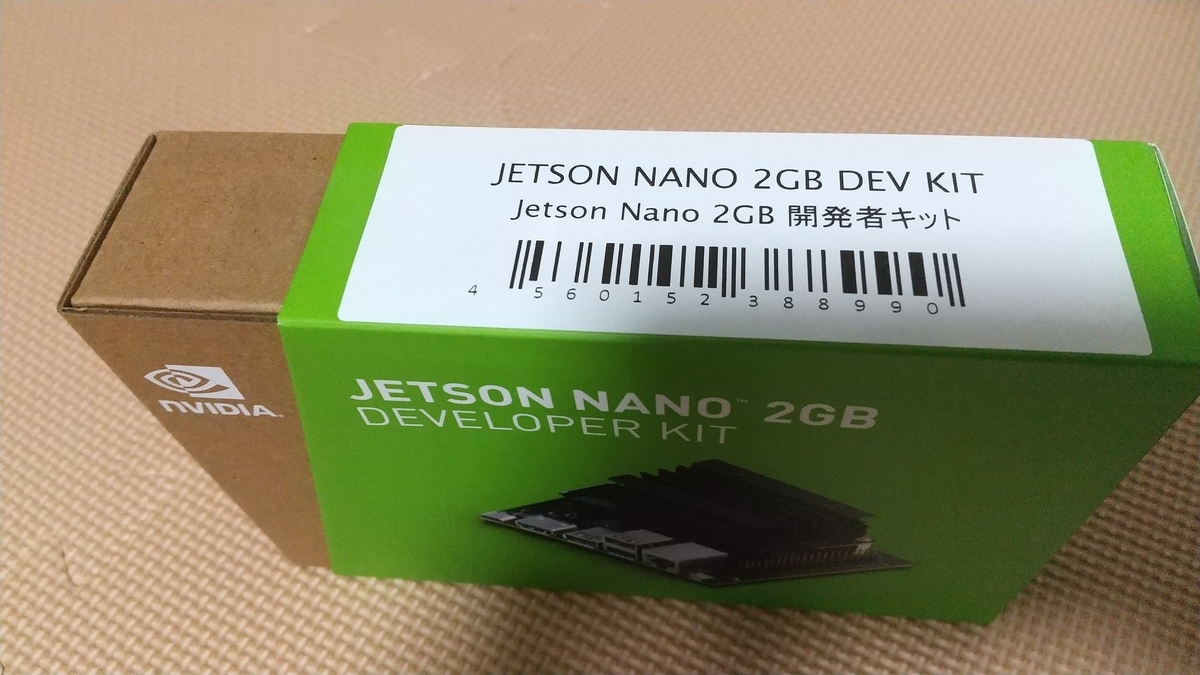 JETSON NANO 2GB DEV KIT
Jetson Nano 2GB 開発者キット
4 560152 388990
NVIDIA.
JETSON NANO™ 2GB
DEVELOPER KIT